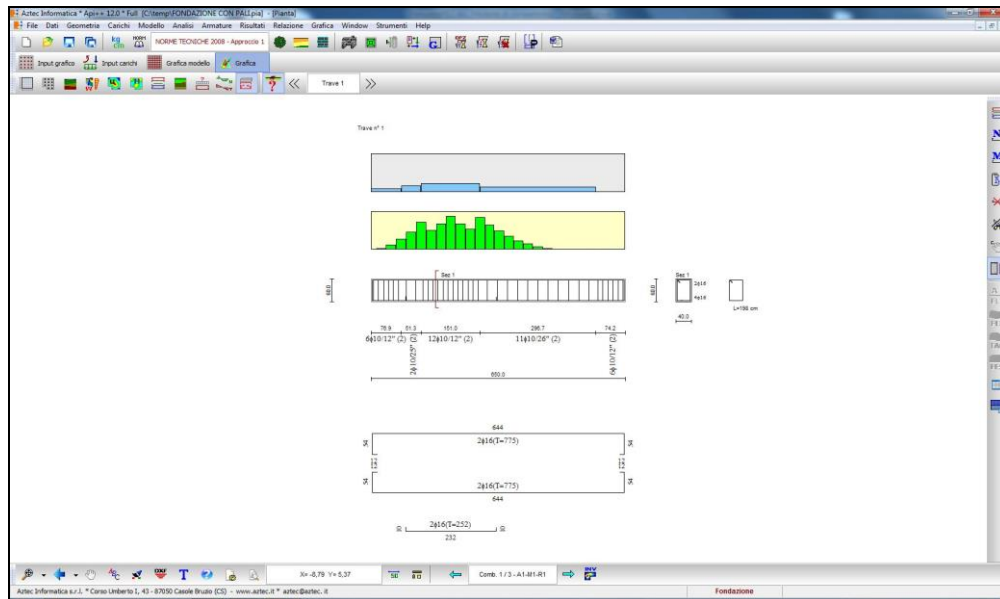 Aztec Informatica * Api++ 12.0 * Full [C:\temp\FONDAZIONE CON PALI.pia] - [Pianta]
File Dati Geometria Carichi Modello Analisi Armature Risultati Relazione Grafica Window Strumenti Help
NORME TECNICHE 2008 - Approccio 1
Input grafico Input carichi Grafica modello Grafica
Trave 1
Trave n° 1
Sep 1
Sep 1
60.0
60.0
2ϕ16
4ϕ16
L=186 cm
40.0
76.9 51.3 151.0 296.7 74.2
6ϕ10/12" (2) 2ϕ10/25" (2) 12ϕ10/12" (2) 11ϕ10/26" (2) 6ϕ10/12" (2)
650.0
644
2ϕ16(T=775)
54 54
54 54
2ϕ16(T=775)
644
2ϕ16(T=252)
10 10
232
X= -8,79 Y= 5,37
Comb. 1 / 3 - A1-M1-R1
INV
Aztec Informatica s.r.l. * Corso Umberto I, 43 - 87050 Casole Bruzio (CS) - www.aztec.it * aztec@aztec.it
Fondazione